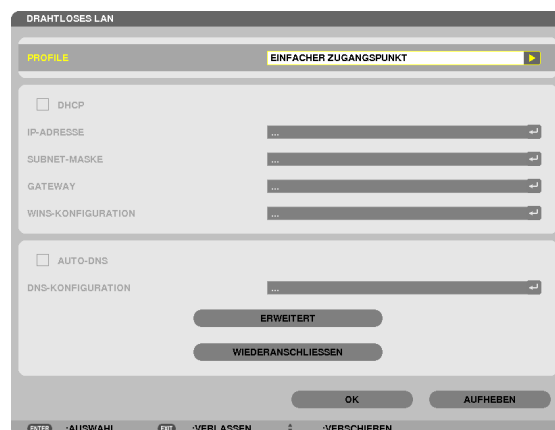 DRAHTLOSES LAN
PROFILE EINFACHER ZUGANGSPUNKT
DHCP
IP-ADRESSE ...
SUBNET-MASKE ...
GATEWAY ...
WINS-KONFIGURATION ...
AUTO-DNS
DNS-KONFIGURATION ...
ERWEITERT
WIEDERANSCHLIESSEN
OK AUFHEBEN
ENTER :AUSWAHL EXIT :VERLASSEN :VERSCHIEBEN